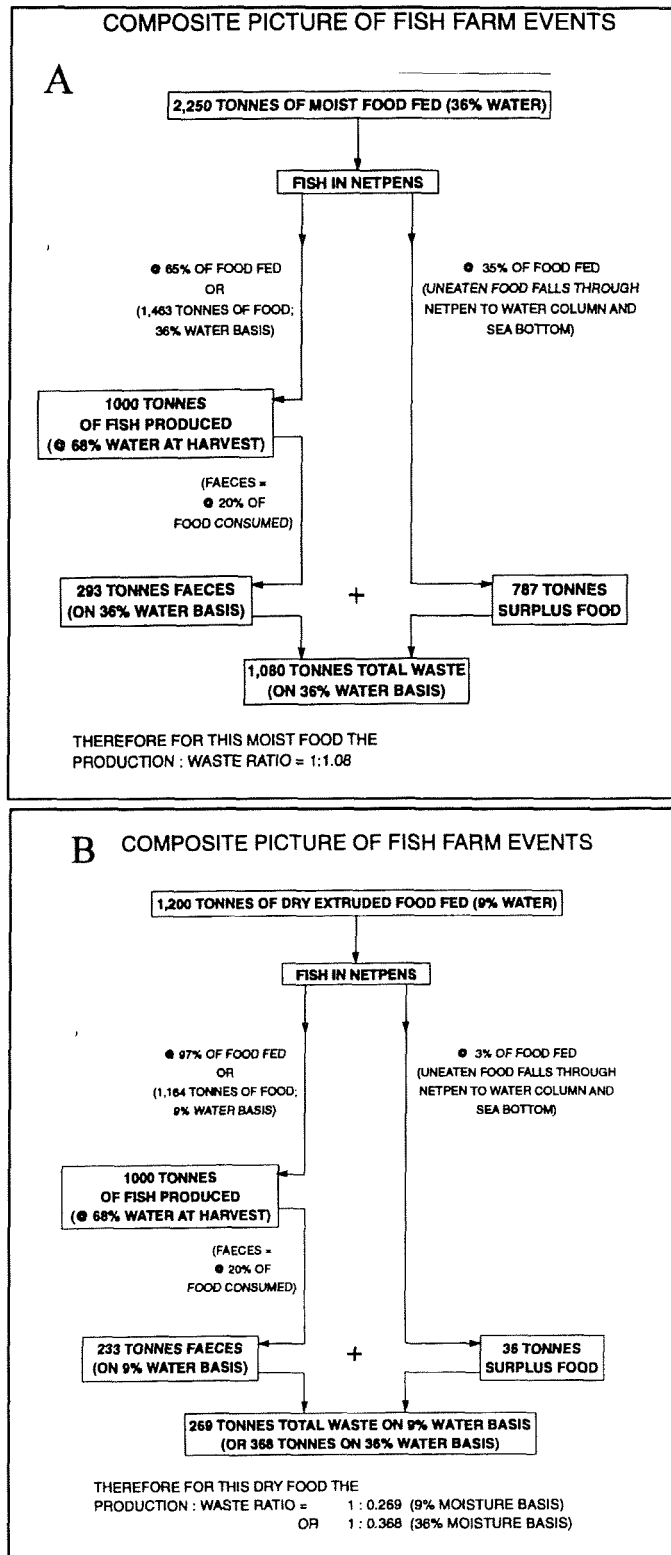 COMPOSITE PICTURE OF FISH FARM EVENTS
A
2,250 TONNES OF MOIST FOOD FED (36% WATER)
FISH IN NETPENS
@ 65% OF FOOD FED
OR
(1,463 TONNES OF FOOD;
36% WATER BASIS)
@ 35% OF FOOD FED
(UNEATEN FOOD FALLS THROUGH
NETPEN TO WATER COLUMN AND
SEA BOTTOM)
1000 TONNES
OF FISH PRODUCED
(@ 68% WATER AT HARVEST)
(FAECES =
@ 20% OF
FOOD CONSUMED)
293 TONNES FAECES
(ON 36% WATER BASIS)
+
787 TONNES
SURPLUS FOOD
1,080 TONNES TOTAL WASTE
(ON 36% WATER BASIS)
THEREFORE FOR THIS MOIST FOOD THE
PRODUCTION : WASTE RATIO = 1:1.08
B COMPOSITE PICTURE OF FISH FARM EVENTS
1,200 TONNES OF DRY EXTRUDED FOOD FED (9% WATER)
FISH IN NETPENS
@ 97% OF FOOD FED
OR
(1,164 TONNES OF FOOD;
9% WATER BASIS)
@ 3% OF FOOD FED
(UNEATEN FOOD FALLS THROUGH
NETPEN TO WATER COLUMN AND
SEA BOTTOM)
1000 TONNES
OF FISH PRODUCED
(@ 68% WATER AT HARVEST)
(FAECES =
@ 20% OF
FOOD CONSUMED)
233 TONNES FAECES
(ON 9% WATER BASIS)
+
36 TONNES
SURPLUS FOOD
269 TONNES TOTAL WASTE ON 9% WATER BASIS
(OR 368 TONNES ON 36% WATER BASIS)
THEREFORE FOR THIS DRY FOOD THE
PRODUCTION : WASTE RATIO = 1 : 0.269 (9% MOISTURE BASIS)
OR 1 : 0.368 (36% MOISTURE BASIS)